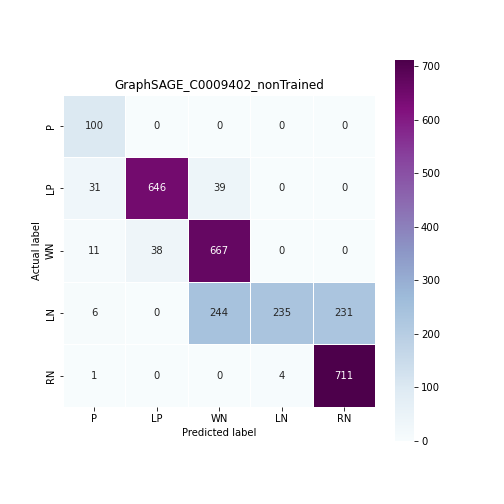 GraphSAGE_C0009402_nonTrained
P 100 0 0 0 0
LP 31 646 39 0 0
WN 11 38 667 0 0
LN 6 0 244 235 231
RN 1 0 0 4 711
P LP WN LN RN
Actual label
Predicted label
700
600
500
400
300
200
100
0